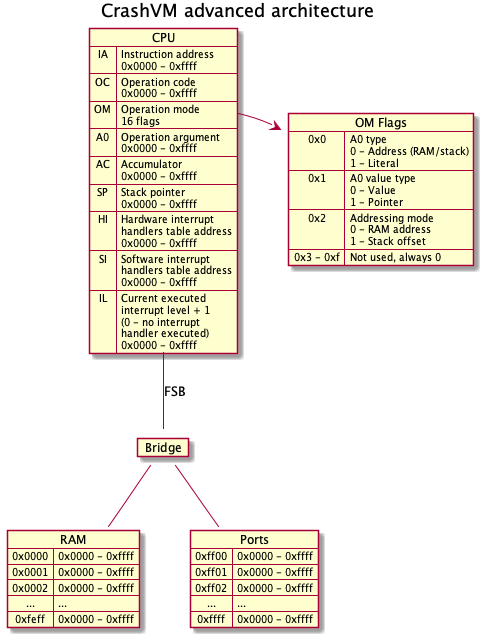 CrashVM advanced architecture
CPU
IA Instruction address
0x0000 – 0xffff
OC Operation code
0x0000 – 0xffff
OM Operation mode
16 flags
A0 Operation argument
0x0000 – 0xffff
AC Accumulator
0x0000 – 0xffff
SP Stack pointer
0x0000 – 0xffff
HI Hardware interrupt
handlers table address
0x0000 – 0xffff
SI Software interrupt
handlers table address
0x0000 – 0xffff
IL Current executed
interrupt level + 1
(0 – no interrupt
handler executed)
0x0000 – 0xffff
OM Flags
0x0 A0 type
0 – Address (RAM/stack)
1 – Literal
0x1 A0 value type
0 – Value
1 – Pointer
0x2 Addressing mode
0 – RAM address
1 – Stack offset
0x3 – 0xf Not used, always 0
FSB
Bridge
RAM
0x0000 0x0000 – 0xffff
0x0001 0x0000 – 0xffff
0x0002 0x0000 – 0xffff
... ...
0xfeff 0x0000 – 0xffff
Ports
0xff00 0x0000 – 0xffff
0xff01 0x0000 – 0xffff
0xff02 0x0000 – 0xffff
... ...
0xffff 0x0000 – 0xffff